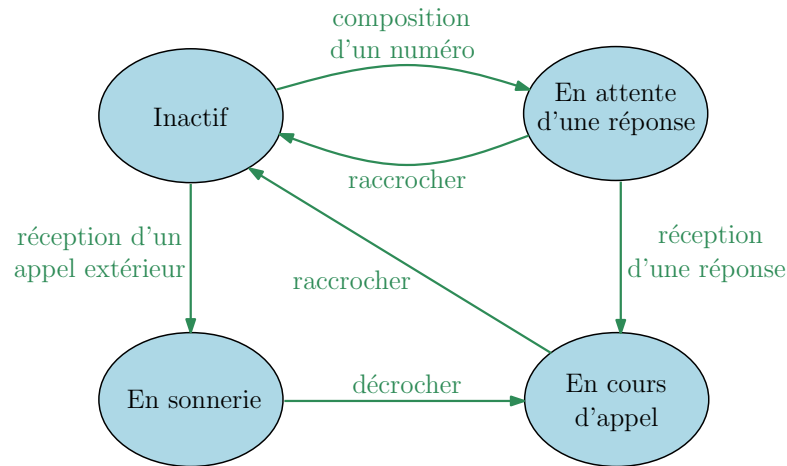 composition
d'un numéro
Inactif
En attente
d'une réponse
raccrocher
réception d'un
appel extérieur
réception
d'une réponse
raccrocher
En sonnerie
décrocher
En cours
d'appel